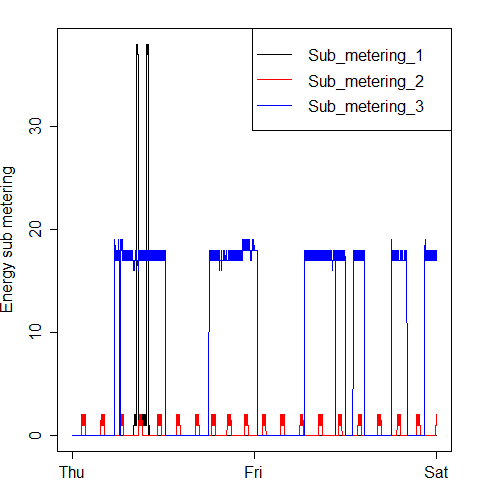 Sub_metering_1
Sub_metering_2
Sub_metering_3
Energy sub metering
30
20
10
0
Thu Fri Sat